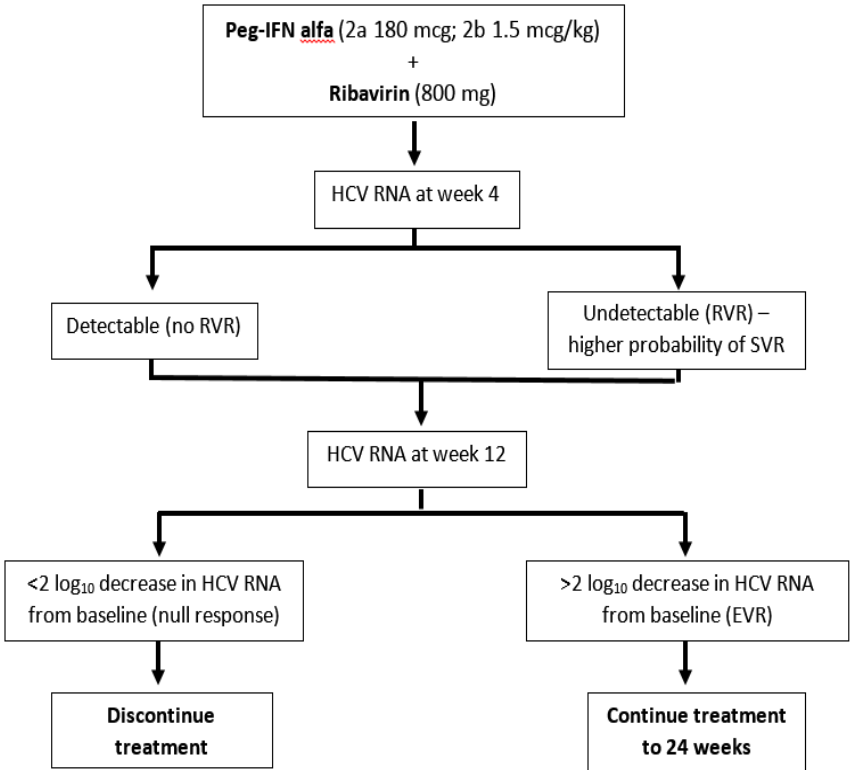 Peg-IFN alfa (2a 180 mcg; 2b 1.5 mcg/kg)
+
Ribavirin (800 mg)
HCV RNA at week 4
Detectable (no RVR)
Undetectable (RVR) –
higher probability of SVR
HCV RNA at week 12
<2 log₁₀ decrease in HCV RNA
from baseline (null response)
>2 log₁₀ decrease in HCV RNA
from baseline (EVR)
Discontinue
treatment
Continue treatment
to 24 weeks